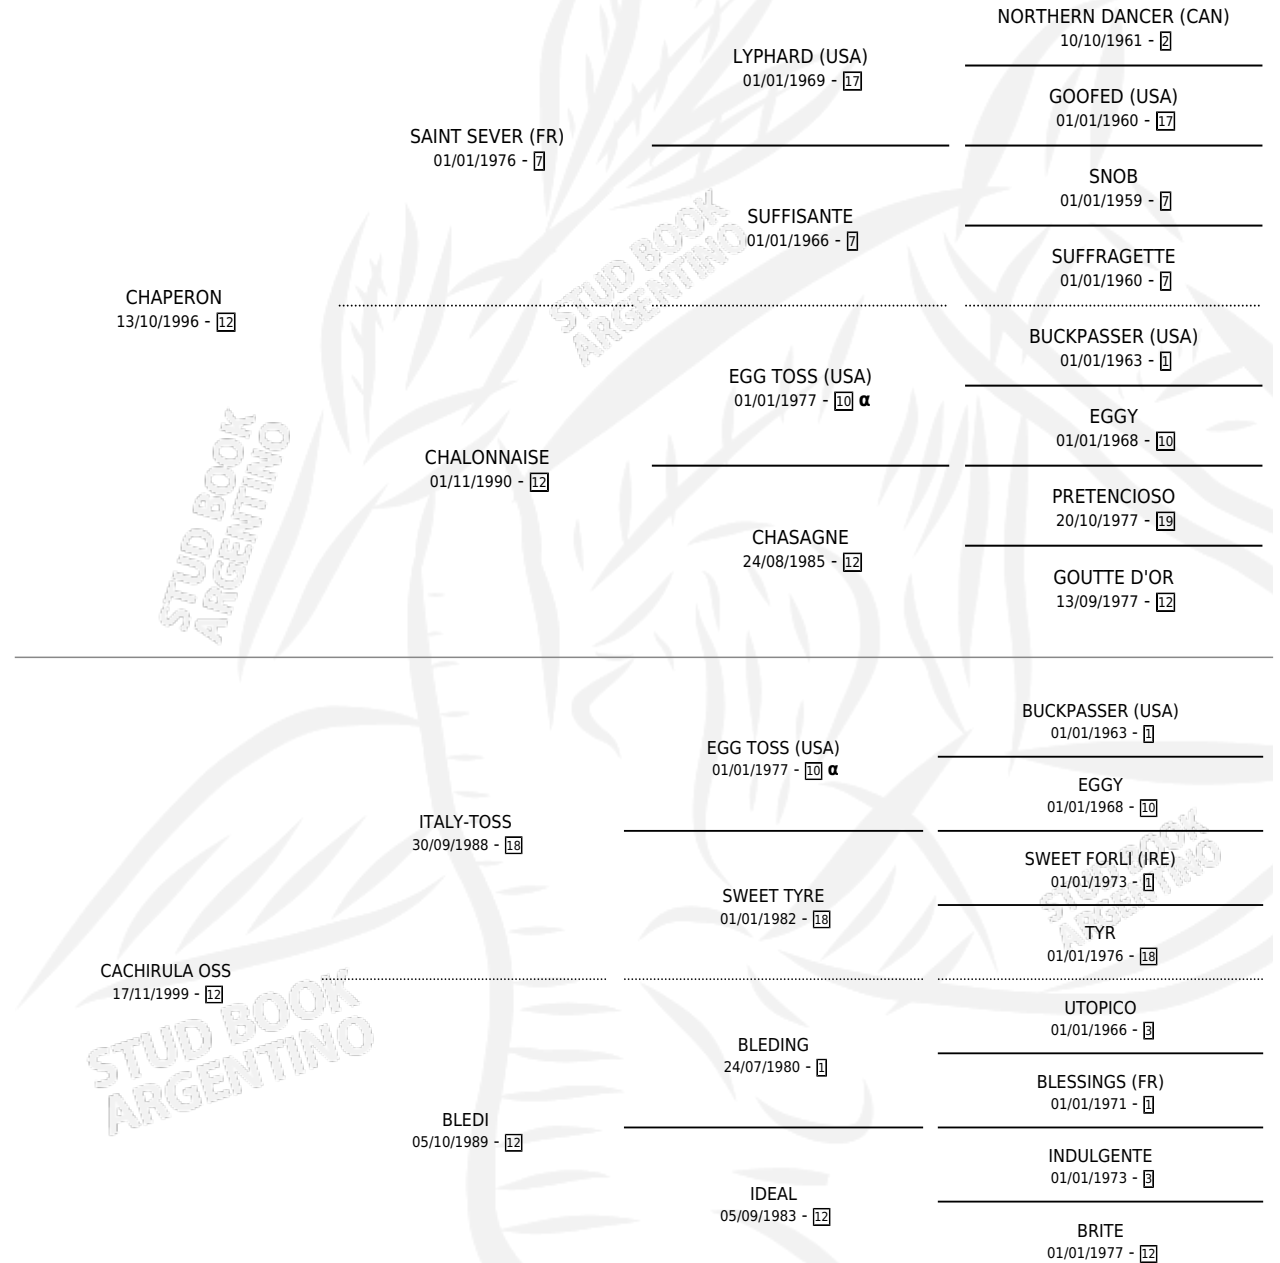 NORTHERN DANCER (CAN)
10/10/1961 - 2
LYPHARD (USA)
01/01/1969 - 17
GOOFED (USA)
01/01/1960 - 17
SAINT SEVER (FR)
01/01/1976 - 7
SNOB
01/01/1959 - 7
SUFFISANTE
01/01/1966 - 7
SUFFRAGETTE
01/01/1960 - 7
CHAPERON
13/10/1996 - 12
BUCKPASSER (USA)
01/01/1963 - 1
EGG TOSS (USA)
01/01/1977 - 10 α
EGGY
01/01/1968 - 10
CHALONNAISE
01/11/1990 - 12
PRETENCIOSO
20/10/1977 - 19
CHASAGNE
24/08/1985 - 12
GOUTTE D'OR
13/09/1977 - 12
STUD BOOK
ARGENTINO
STUD BOOK
ARGENTINO
BUCKPASSER (USA)
01/01/1963 - 1
EGG TOSS (USA)
01/01/1977 - 10 α
EGGY
01/01/1968 - 10
ITALY-TOSS
30/09/1988 - 18
SWEET FORLI (IRE)
01/01/1973 - 1
SWEET TYRE
01/01/1982 - 18
TYR
01/01/1976 - 18
CACHIRULA OSS
17/11/1999 - 12
UTOPICO
01/01/1966 - 3
BLEDING
24/07/1980 - 1
BLESSINGS (FR)
01/01/1971 - 1
BLEDI
05/10/1989 - 12
INDULGENTE
01/01/1973 - 3
IDEAL
05/09/1983 - 12
BRITE
01/01/1977 - 12
STUD BOOK
ARGENTINO
STUD BOOK
ARGENTINO